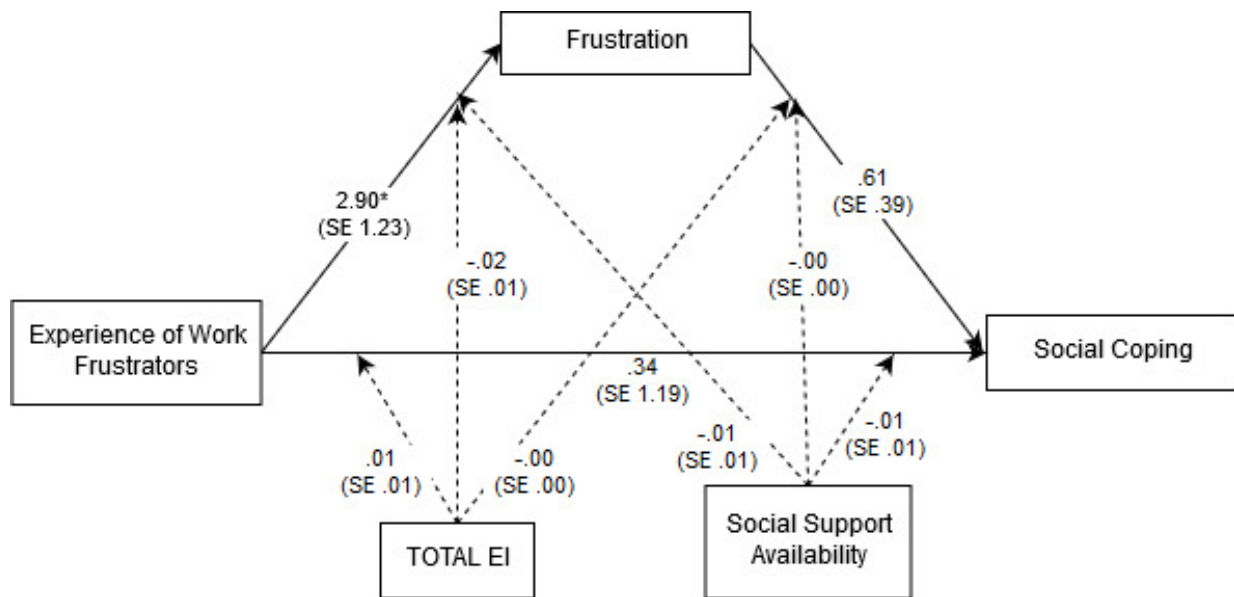 Frustration
2.90*
(SE 1.23)
.61
(SE .39)
-.02
(SE .01)
-.00
(SE .00)
Experience of Work
Frustrators
Social Coping
.34
(SE 1.19)
.01
(SE .01)
-.00
(SE .00)
-.01
(SE .01)
-.01
(SE .01)
TOTAL EI
Social Support
Availability